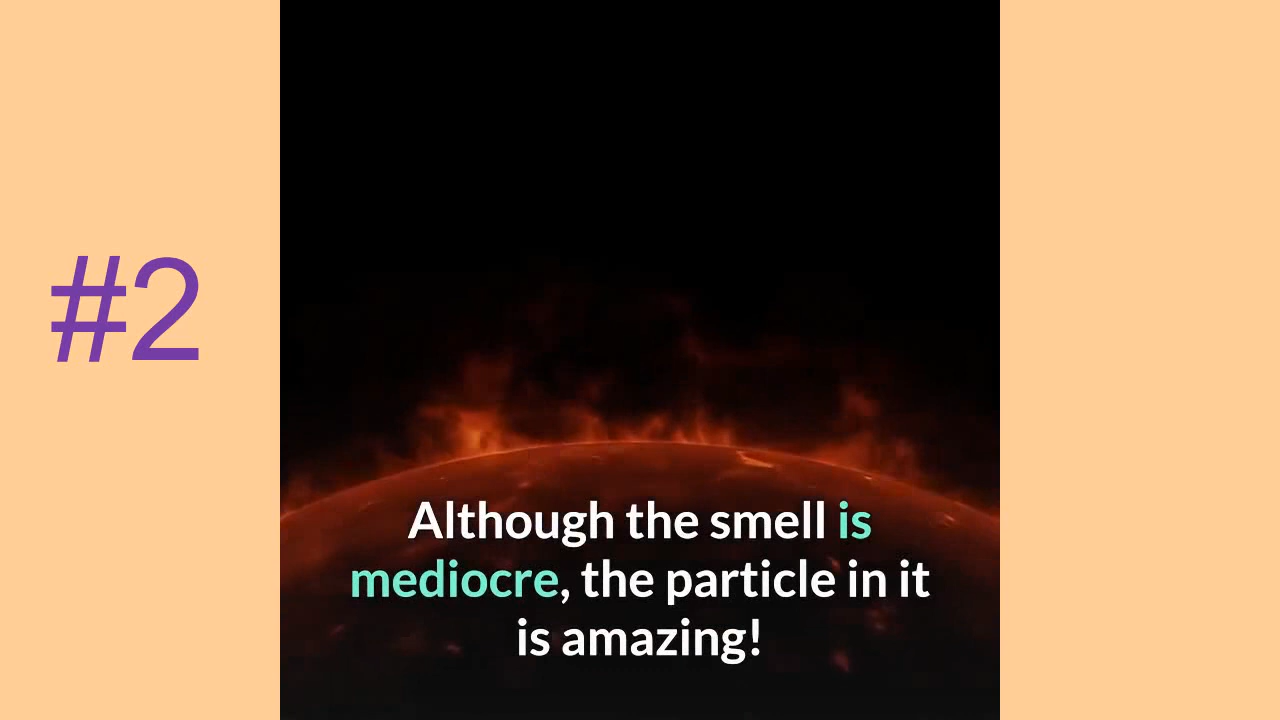 #2
Although the smell is
mediocre, the particle in it
is amazing!